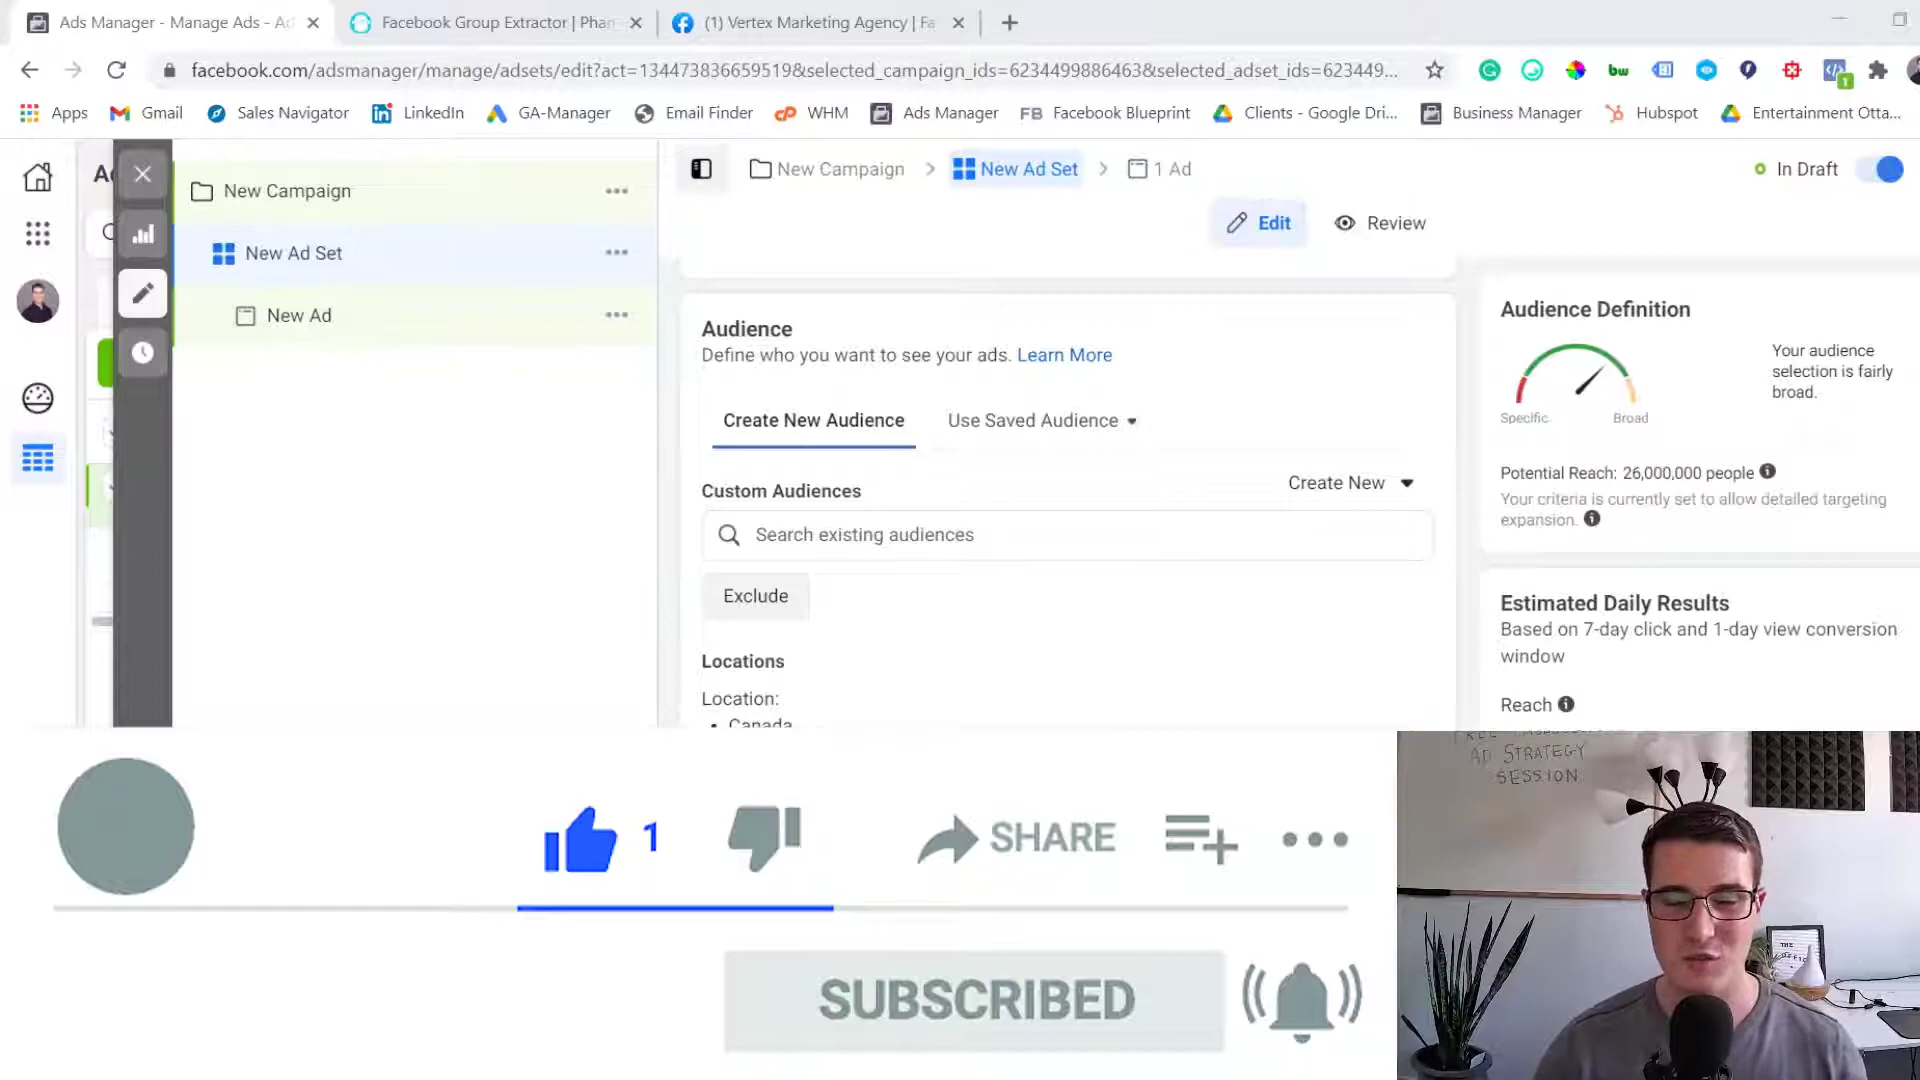 Ads Manager - Manage Ads - Ad
Facebook Group Extractor | Phan
(1) Vertex Marketing Agency | Fa
facebook.com/adsmanager/manage/adsets/edit?act=134473836659519&selected_campaign_ids=6234499886463&selected_adset_ids=623449...
Apps
Gmail
Sales Navigator
LinkedIn
GA-Manager
Email Finder
WHM
Ads Manager
FB Facebook Blueprint
Clients - Google Dri...
Business Manager
Hubspot
Entertainment Otta...
New Campaign
New Ad Set
New Ad
New Campaign
New Ad Set
1 Ad
In Draft
Edit
Review
Audience
Define who you want to see your ads. Learn More
Create New Audience
Use Saved Audience
Custom Audiences
Create New
Search existing audiences
Exclude
Locations
Location:
• Canada
Audience Definition
Your audience
selection is fairly
broad.
Specific
Broad
Potential Reach: 26,000,000 people
Your criteria is currently set to allow detailed targeting
expansion.
Estimated Daily Results
Based on 7-day click and 1-day view conversion
window
Reach
1
SHARE
SUBSCRIBED
AD STRATEGY
SESSION
THE